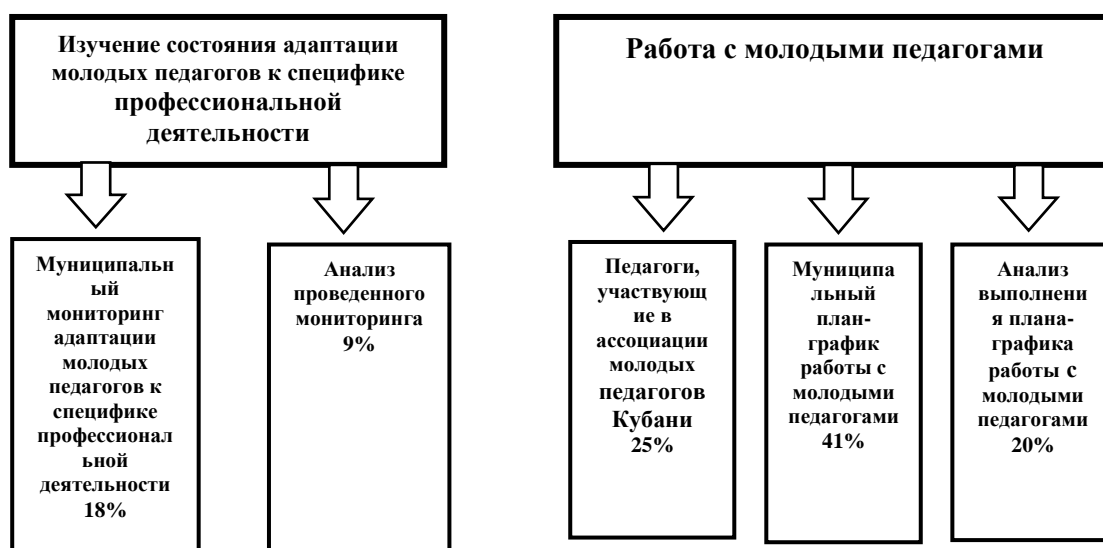 Изучение состояния адаптации
молодых педагогов к специфике
профессиональной
деятельности
Работа с молодыми педагогами
Муниципальн
ый
мониторинг
адаптации
молодых
педагогов к
специфике
профессионал
ьной
деятельности
18%
Анализ
проведенного
мониторинга
9%
Педагоги,
участвующ
ие в
ассоциации
молодых
педагогов
Кубани
25%
Муниципа
льный
план-
график
работы с
молодыми
педагогами
41%
Анализ
выполнени
я плана-
графика
работы с
молодыми
педагогами
20%